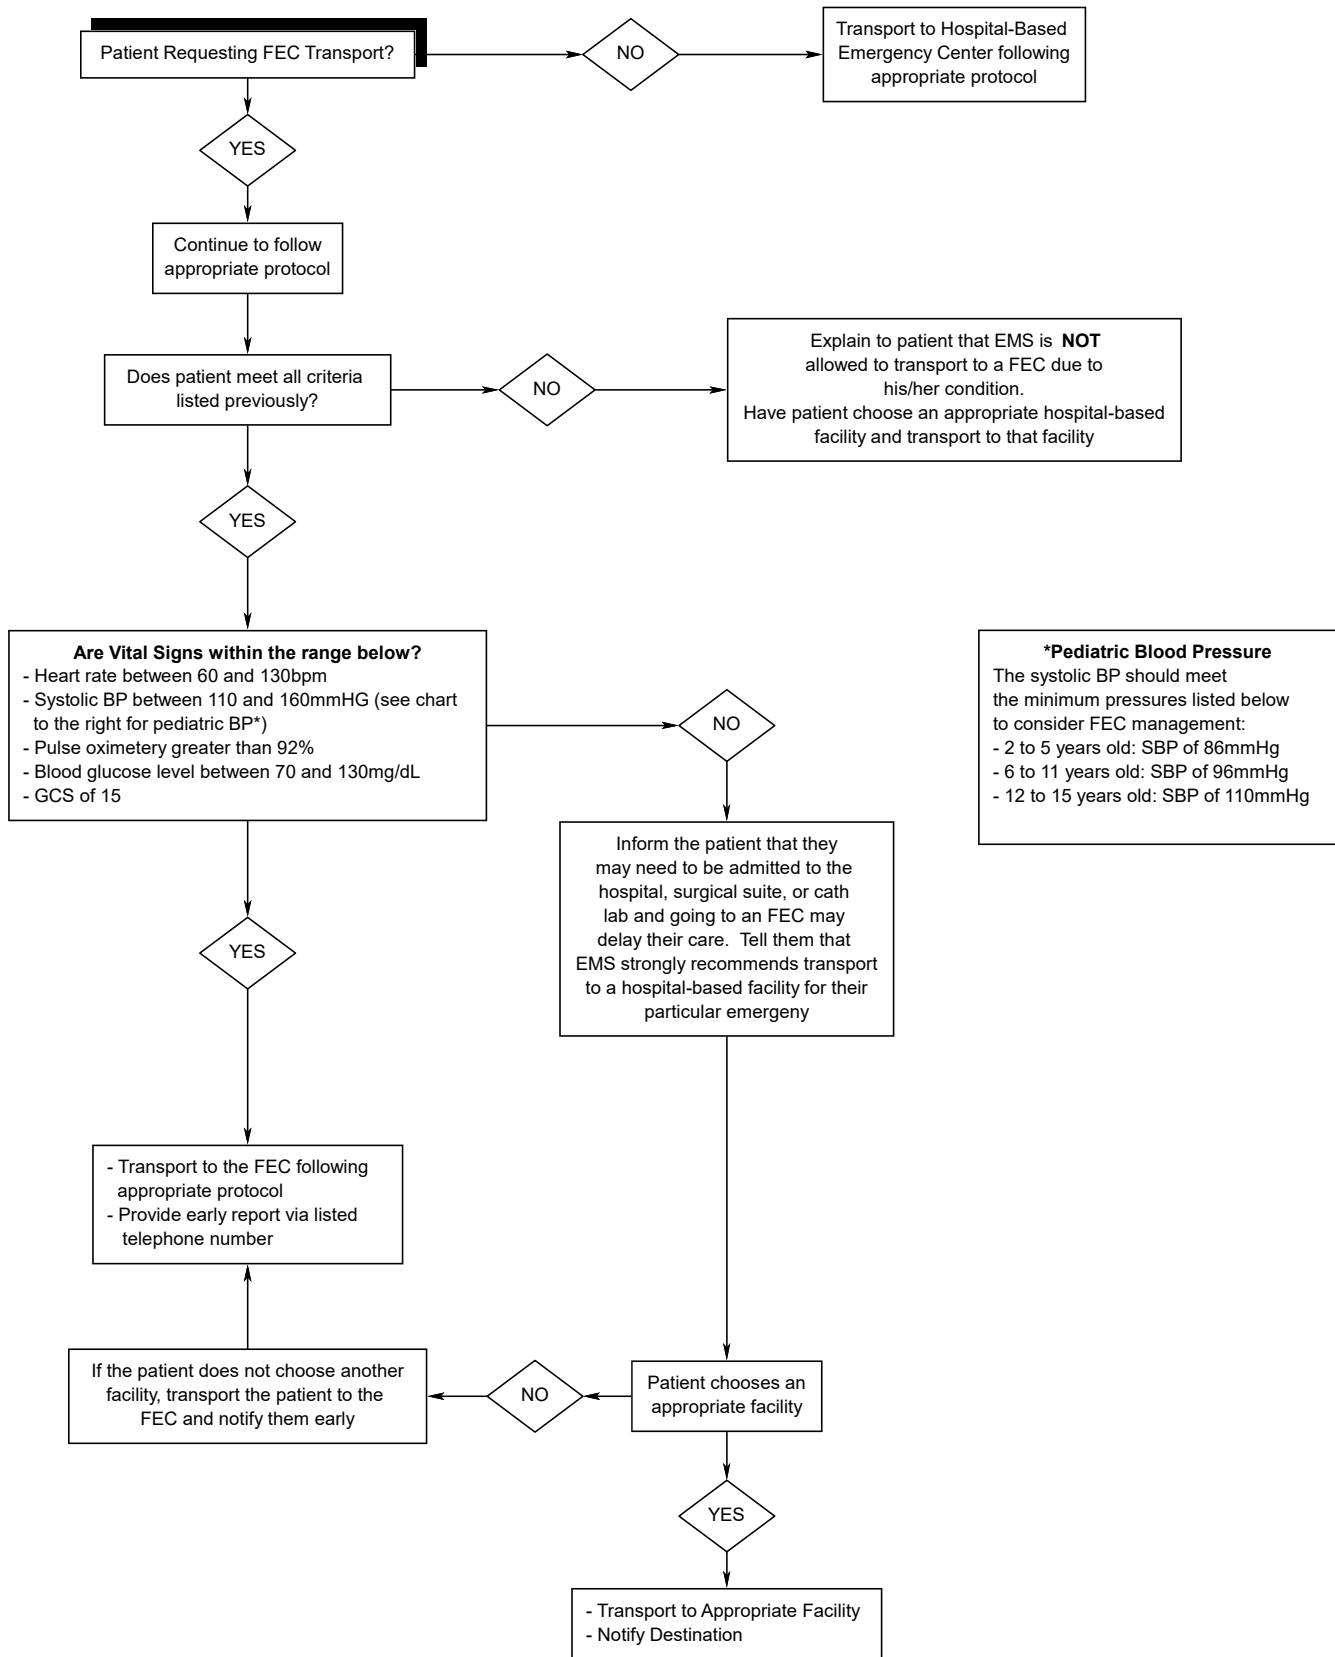 Patient Requesting FEC Transport?
NO
Transport to Hospital-Based
Emergency Center following
appropriate protocol
YES
Continue to follow
appropriate protocol
Does patient meet all criteria
listed previously?
NO
Explain to patient that EMS is NOT
allowed to transport to a FEC due to
his/her condition.
Have patient choose an appropriate hospital-based
facility and transport to that facility
YES
Are Vital Signs within the range below?
- Heart rate between 60 and 130bpm
- Systolic BP between 110 and 160mmHG (see chart
to the right for pediatric BP*)
- Pulse oximetery greater than 92%
- Blood glucose level between 70 and 130mg/dL
- GCS of 15
NO
*Pediatric Blood Pressure
The systolic BP should meet
the minimum pressures listed below
to consider FEC management:
- 2 to 5 years old: SBP of 86mmHg
- 6 to 11 years old: SBP of 96mmHg
- 12 to 15 years old: SBP of 110mmHg
Inform the patient that they
may need to be admitted to the
hospital, surgical suite, or cath
lab and going to an FEC may
delay their care. Tell them that
EMS strongly recommends transport
to a hospital-based facility for their
particular emergeny
YES
- Transport to the FEC following
appropriate protocol
- Provide early report via listed
telephone number
If the patient does not choose another
facility, transport the patient to the
FEC and notify them early
NO
Patient chooses an
appropriate facility
YES
- Transport to Appropriate Facility
- Notify Destination